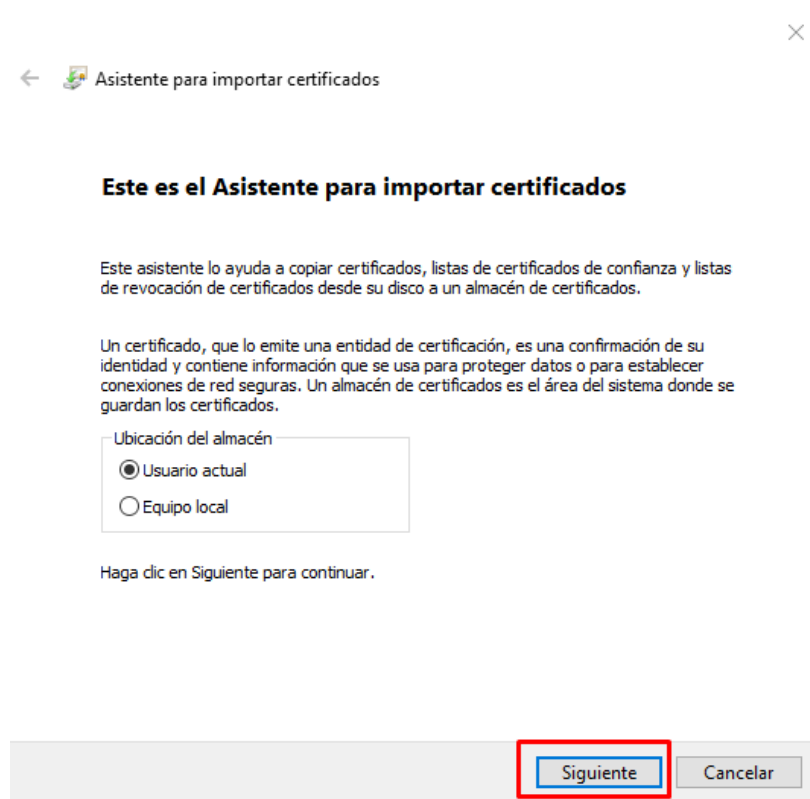 Asistente para importar certificados
Este es el Asistente para importar certificados
Este asistente lo ayuda a copiar certificados, listas de certificados de confianza y listas
de revocación de certificados desde su disco a un almacén de certificados.
Un certificado, que lo emite una entidad de certificación, es una confirmación de su
identidad y contiene información que se usa para proteger datos o para establecer
conexiones de red seguras. Un almacén de certificados es el área del sistema donde se
guardan los certificados.
Ubicación del almacén
Usuario actual
Equipo local
Haga clic en Siguiente para continuar.
Siguiente
Cancelar